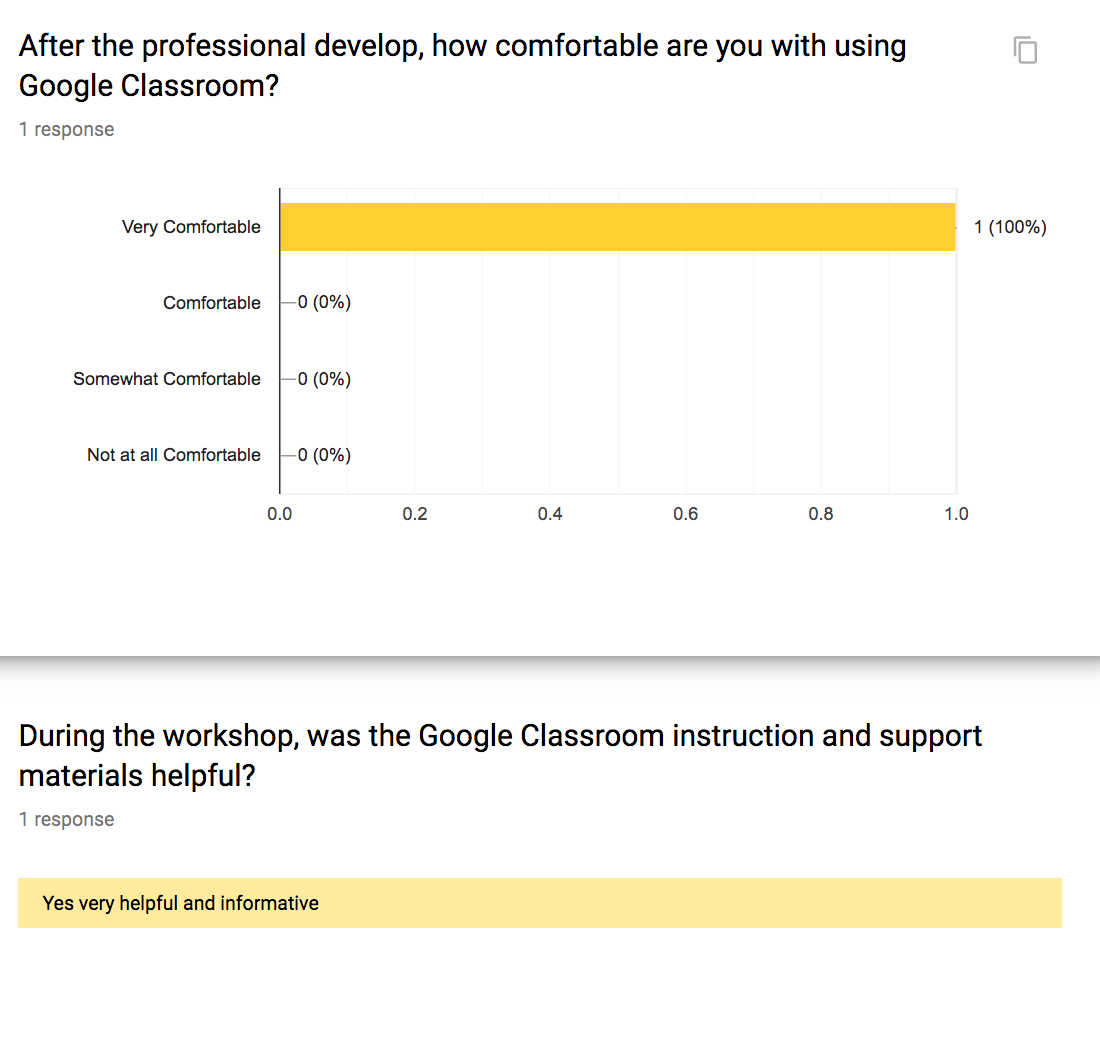 After the professional develop, how comfortable are you with using
Google Classroom?
1 response
Very Comfortable 1 (100%)
Comfortable 0 (0%)
Somewhat Comfortable 0 (0%)
Not at all Comfortable 0 (0%)
0.0 0.2 0.4 0.6 0.8 1.0
During the workshop, was the Google Classroom instruction and support
materials helpful?
1 response
Yes very helpful and informative